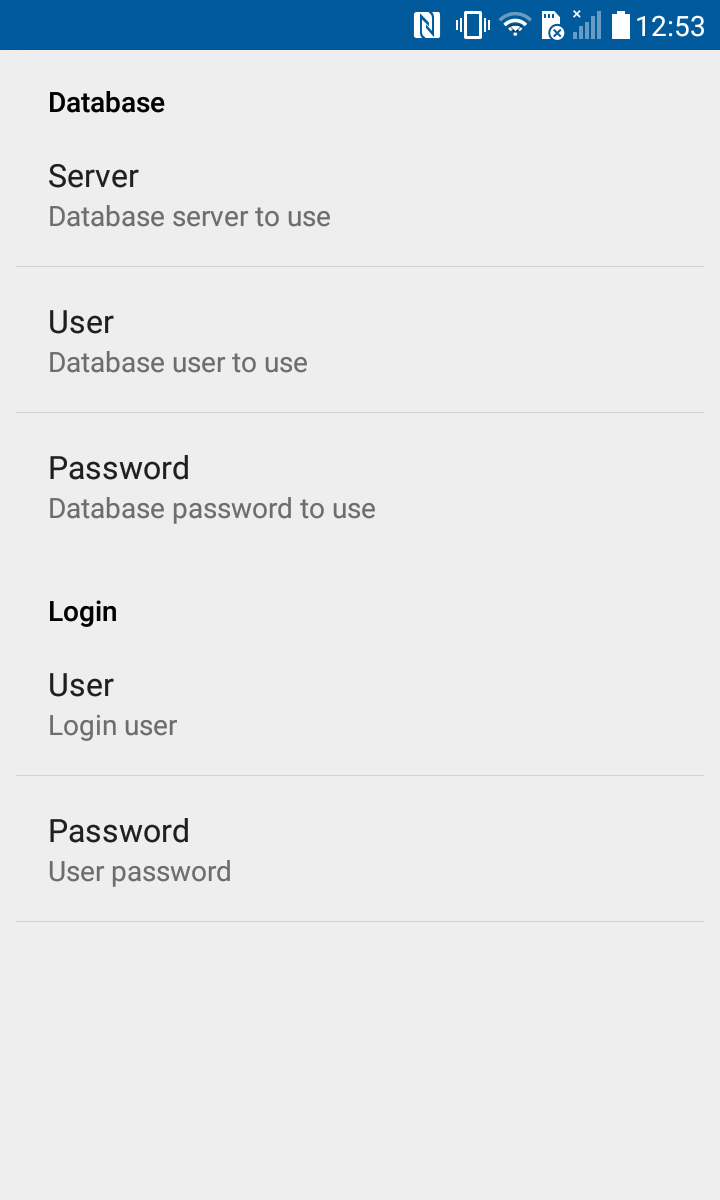 12:53
Database
Server
Database server to use
User
Database user to use
Password
Database password to use
Login
User
Login user
Password
User password